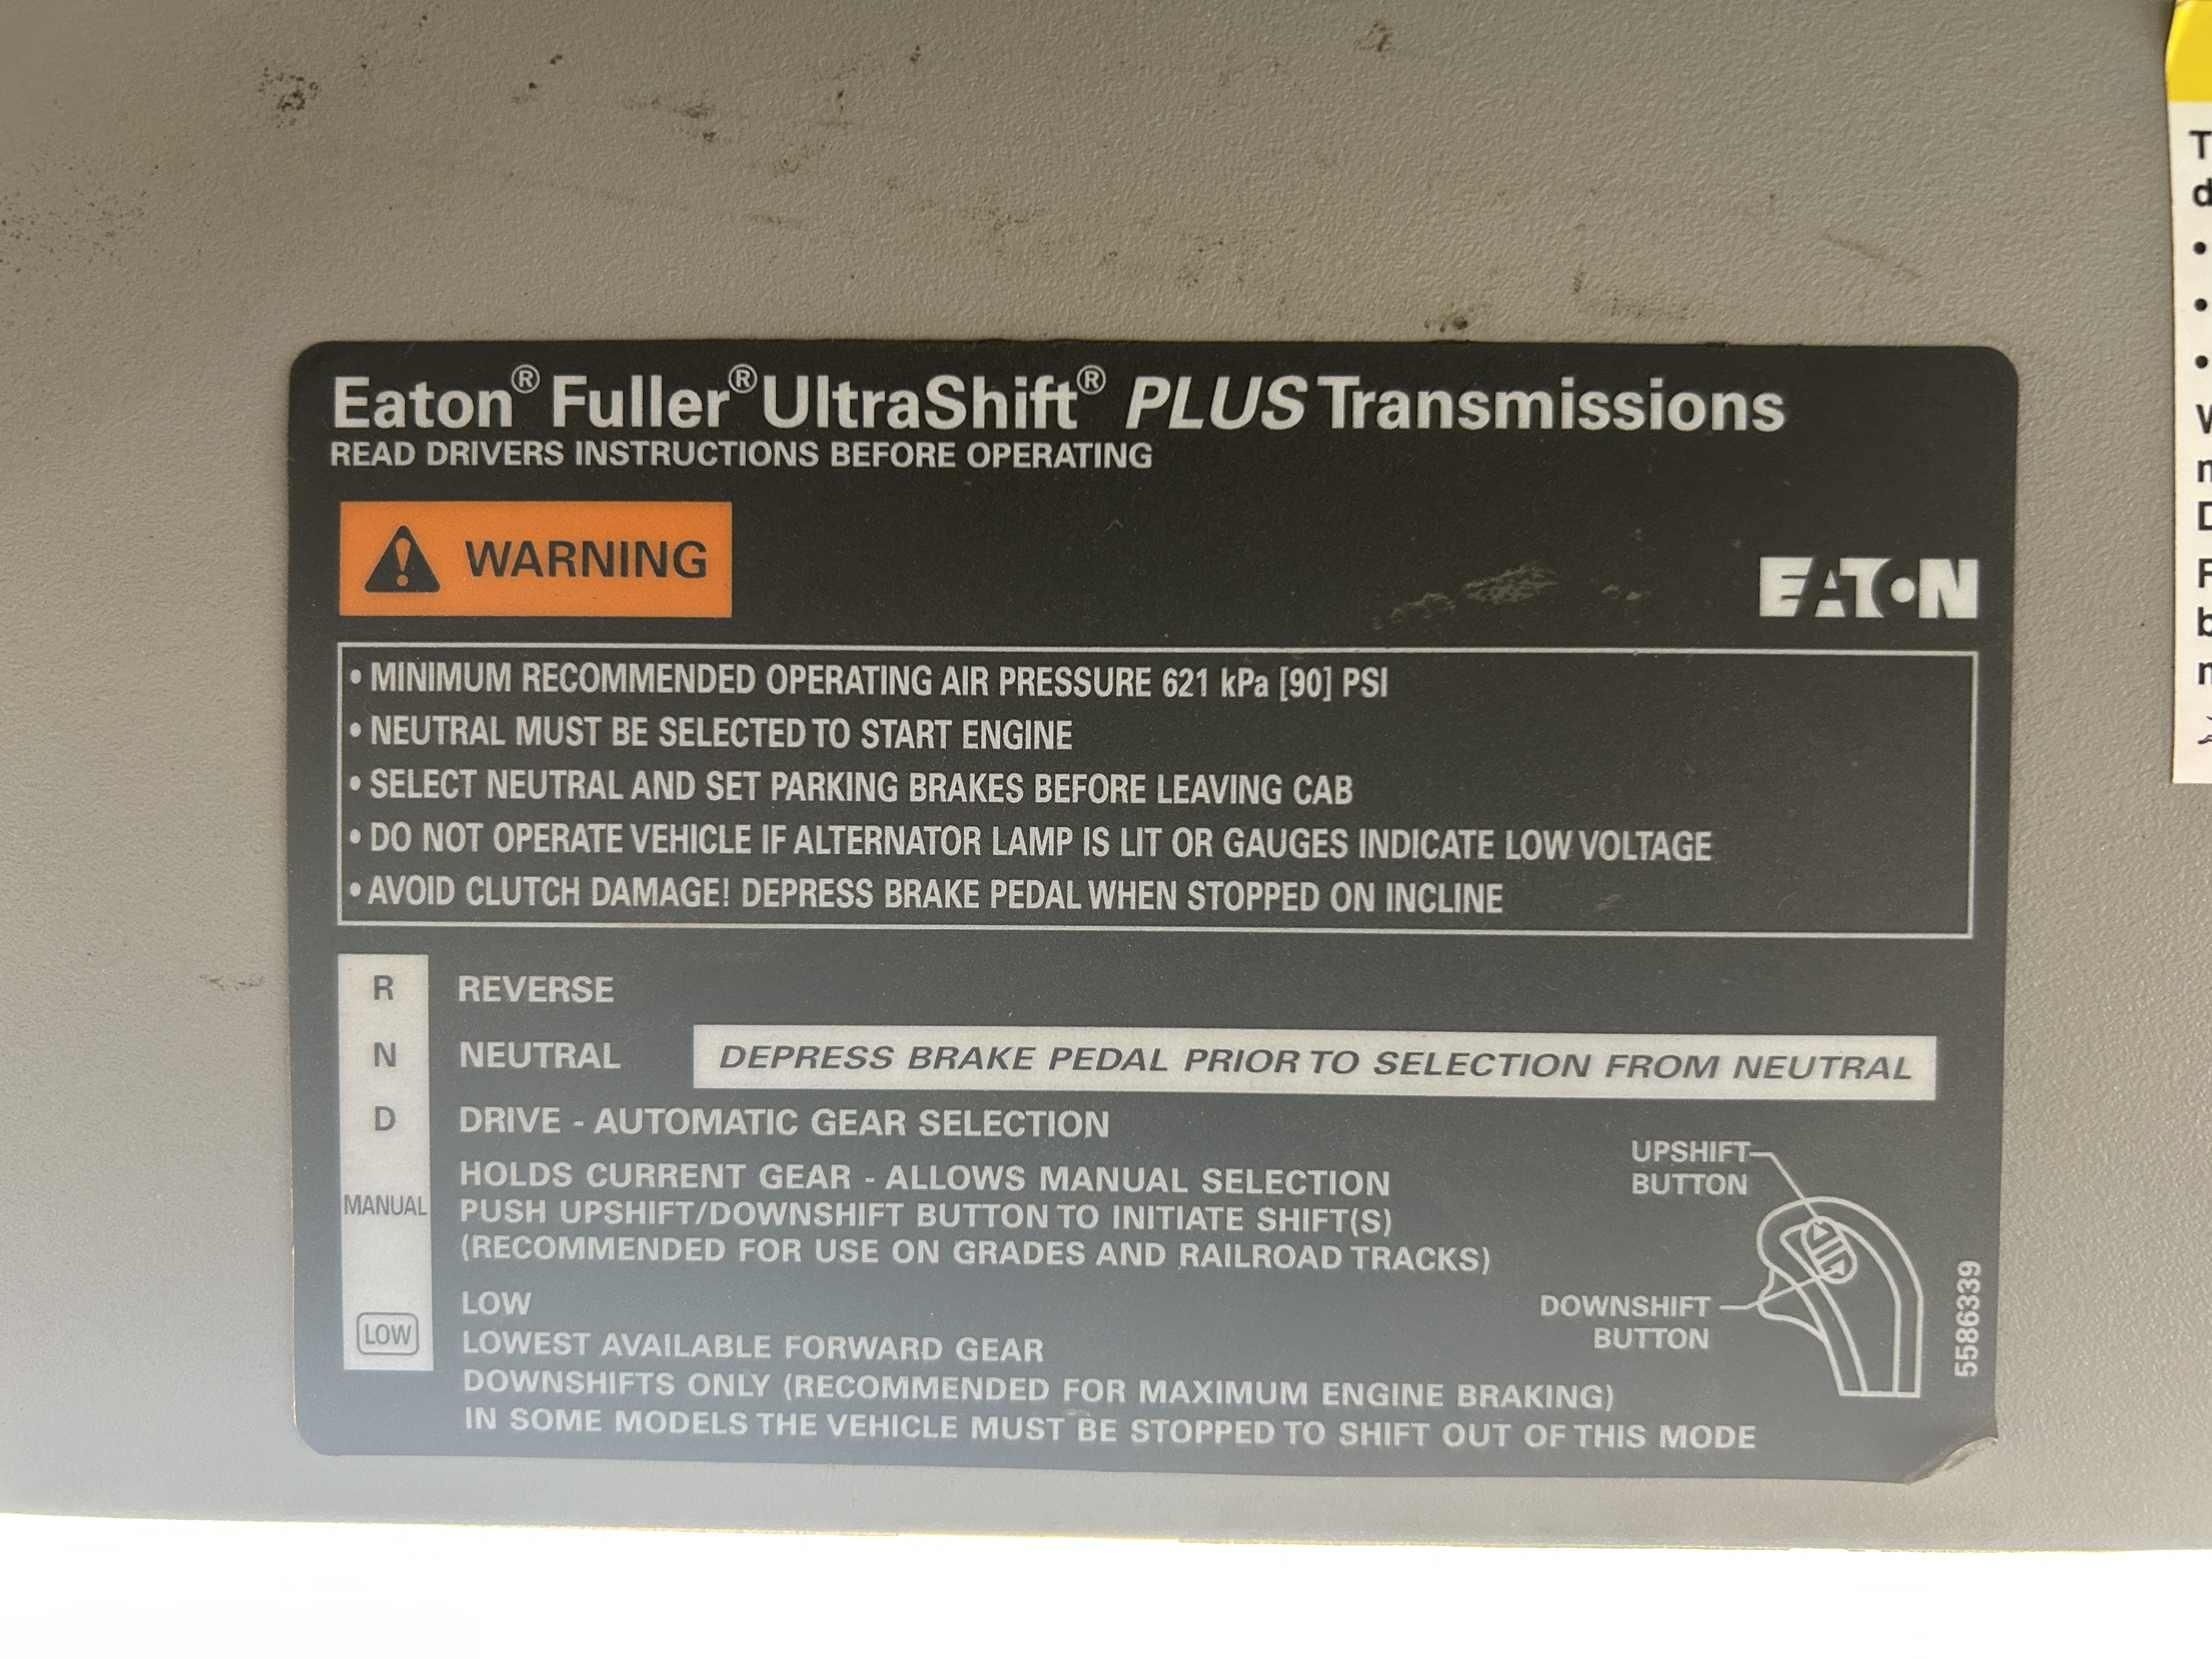 Eaton® Fuller® UltraShift® PLUS Transmissions
READ DRIVERS INSTRUCTIONS BEFORE OPERATING
WARNING
EATON
• MINIMUM RECOMMENDED OPERATING AIR PRESSURE 621 kPa [90] PSI
• NEUTRAL MUST BE SELECTED TO START ENGINE
• SELECT NEUTRAL AND SET PARKING BRAKES BEFORE LEAVING CAB
• DO NOT OPERATE VEHICLE IF ALTERNATOR LAMP IS LIT OR GAUGES INDICATE LOW VOLTAGE
• AVOID CLUTCH DAMAGE! DEPRESS BRAKE PEDAL WHEN STOPPED ON INCLINE
R REVERSE
N NEUTRAL DEPRESS BRAKE PEDAL PRIOR TO SELECTION FROM NEUTRAL
D DRIVE - AUTOMATIC GEAR SELECTION
HOLDS CURRENT GEAR - ALLOWS MANUAL SELECTION
MANUAL PUSH UPSHIFT/DOWNSHIFT BUTTON TO INITIATE SHIFT(S)
(RECOMMENDED FOR USE ON GRADES AND RAILROAD TRACKS)
LOW
LOW LOWEST AVAILABLE FORWARD GEAR
DOWNSHIFTS ONLY (RECOMMENDED FOR MAXIMUM ENGINE BRAKING)
IN SOME MODELS THE VEHICLE MUST BE STOPPED TO SHIFT OUT OF THIS MODE
UPSHIFT
BUTTON
DOWNSHIFT
BUTTON
5586339